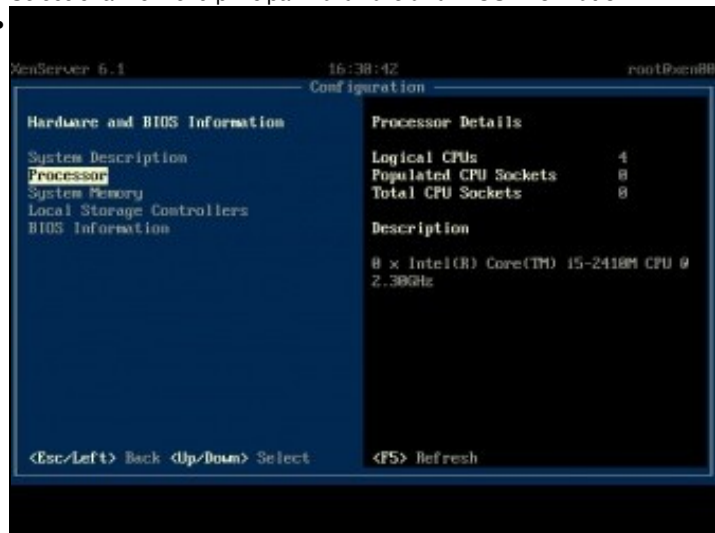 XenServer 6.1 16:30:42 root@xen00
Configuration
Hardware and BIOS Information
System Description
Processor
System Memory
Local Storage Controllers
BIOS Information
<Esc/Left> Back <Up/Down> Select
Processor Details
Logical CPUs 4
Populated CPU Sockets 0
Total CPU Sockets 0
Description
0 x Intel(R) Core(TM) i5-2410M CPU @
2.30GHz
<F5> Refresh